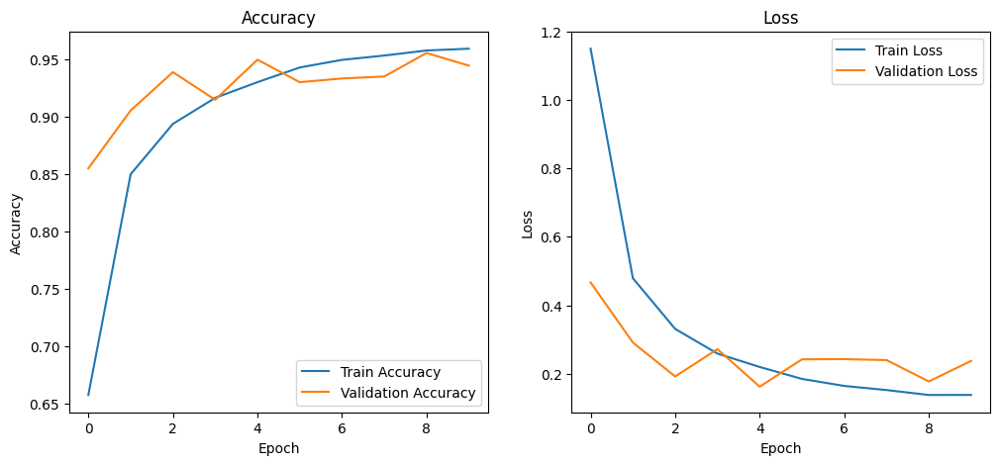 Accuracy
Accuracy
0.95
0.90
0.85
0.80
0.75
0.70
0.65
0 2 4 6 8
Epoch
Train Accuracy
Validation Accuracy
Loss
Loss
1.2
1.0
0.8
0.6
0.4
0.2
0 2 4 6 8
Epoch
Train Loss
Validation Loss